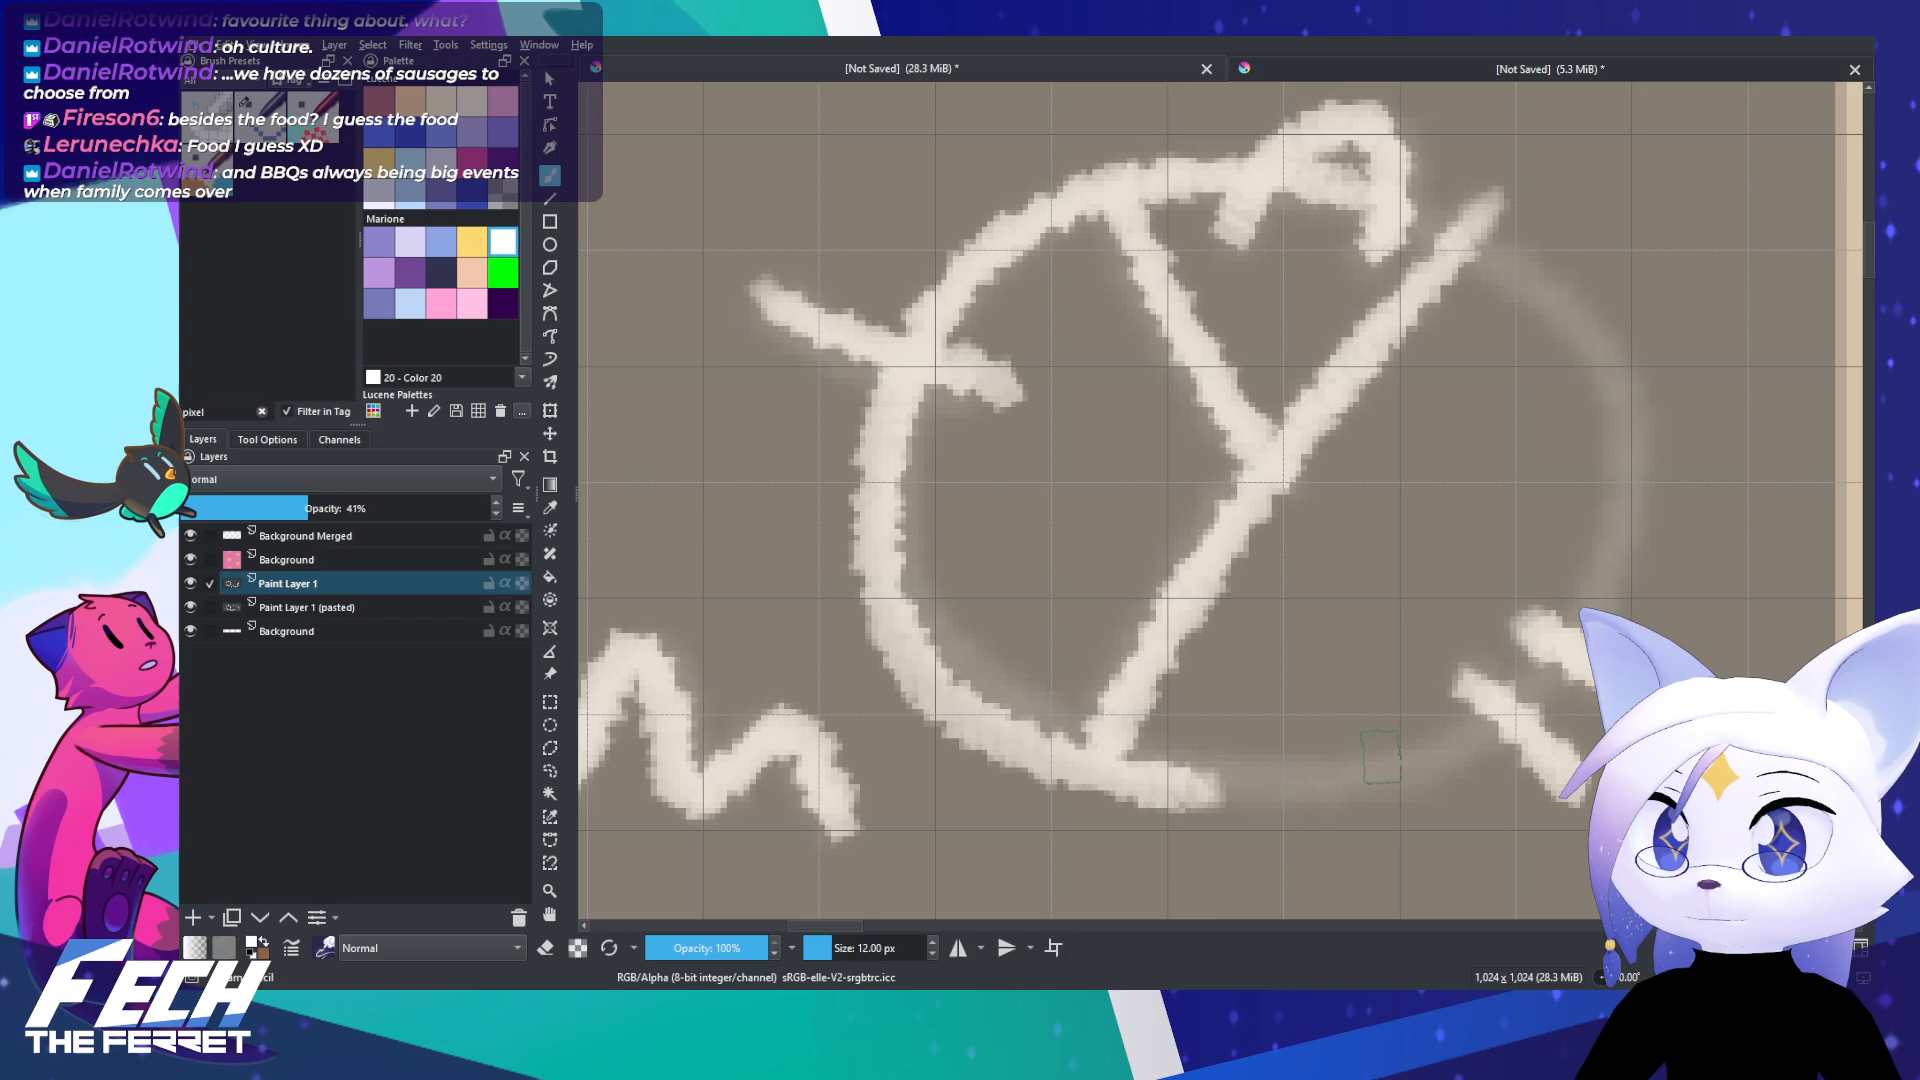 DanielRotwind: favourite thing about. what?
DanielRotwind: oh culture.
DanielRotwind: ...we have dozens of sausages to
choose from
Fireson6: besides the food? I guess the food
Lerunechka: Food I guess XD
DanielRotwind: and BBQs always being big events
when family comes over
Layer Select Filter Tools Settings Window Help
Brush Presets
Palette
[Not Saved] (28.3 MiB) *
[Not Saved] (5.3 MiB) *
Marione
20 - Color 20
Lucene Palettes
pixel
Filter in Tag
Layers
Tool Options
Channels
Layers
Opacity: 41%
Background Merged
Background
Paint Layer 1
Paint Layer 1 (pasted)
Background
Normal
Opacity: 100%
Size: 12.00 px
RGB/Alpha (8-bit integer/channel) sRGB-elle-V2-srgbtrc.icc
1,024 x 1,024 (28.3 MiB)
0.00°
FECH
THE FERRET